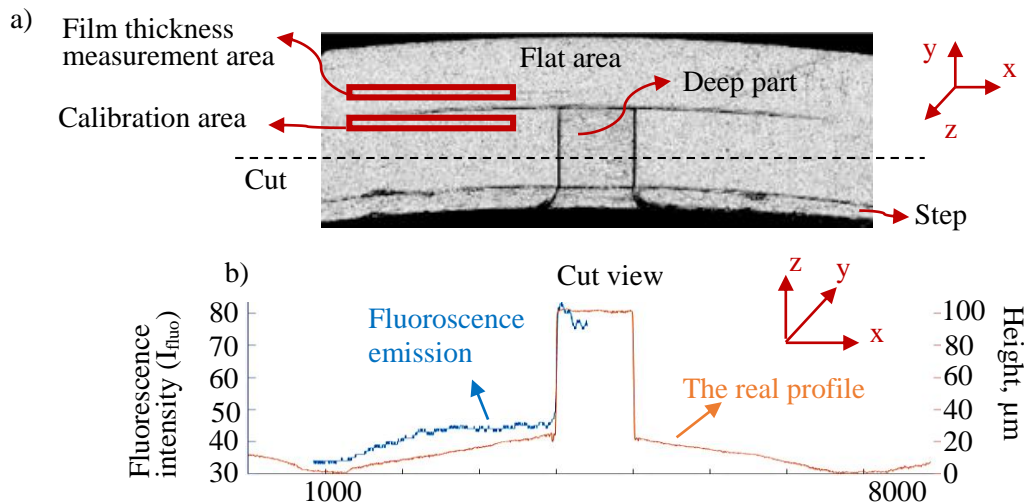 a)
Film thickness
measurement area
Flat area
Deep part
Calibration area
Cut
Step
y
x
z
b)
Cut view
z
y
x
Fluoroscence
emission
The real profile
Fluorescence
intensity (Ifluo)
80
70
60
50
40
30
100
80
60
40
20
0
Height, µm
1000
8000